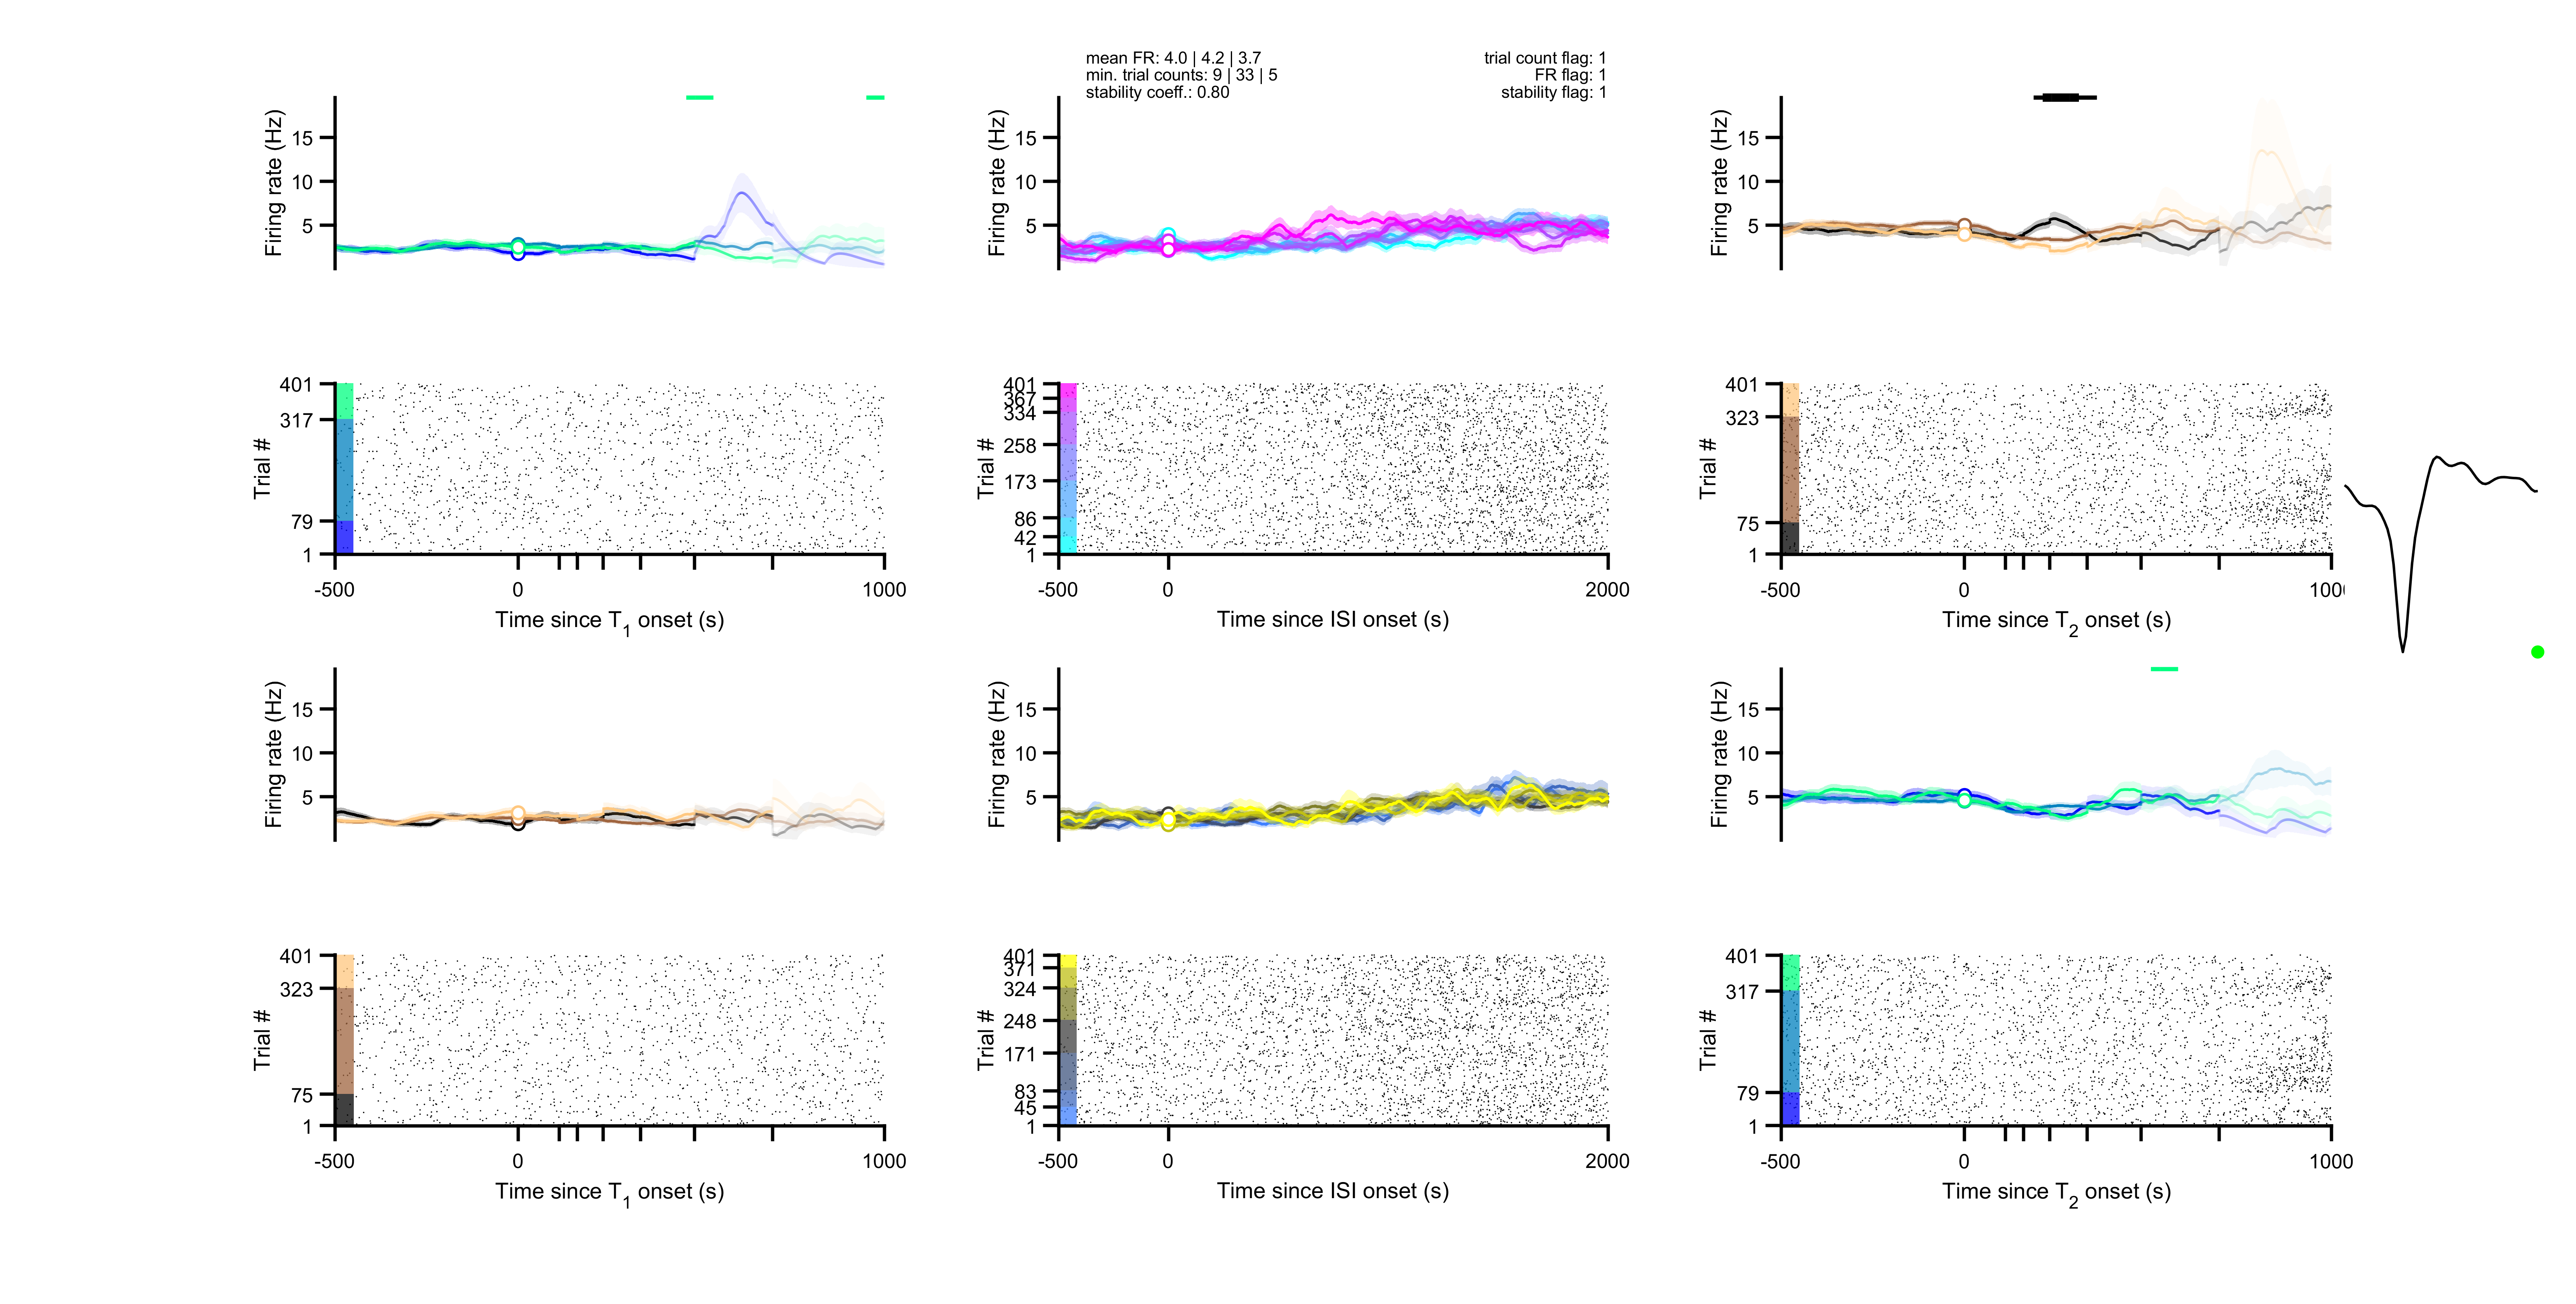 mean FR: 4.0 | 4.2 | 3.7
min. trial counts: 9 | 33 | 5
stability coeff.: 0.80
trial count flag: 1
FR flag: 1
stability flag: 1
Firing rate (Hz)
15
10
5
Firing rate (Hz)
15
10
5
Firing rate (Hz)
15
10
5
Trial #
401
317
79
1
-500
0
1000
Time since T1 onset (s)
Trial #
401
367
334
258
173
86
42
1
-500
0
2000
Time since ISI onset (s)
Trial #
401
323
75
1
-500
0
1000
Time since T2 onset (s)
Firing rate (Hz)
15
10
5
Firing rate (Hz)
15
10
5
Firing rate (Hz)
15
10
5
Trial #
401
323
75
1
-500
0
1000
Time since T1 onset (s)
Trial #
401
371
324
248
171
83
45
1
-500
0
2000
Time since ISI onset (s)
Trial #
401
317
79
1
-500
0
1000
Time since T2 onset (s)